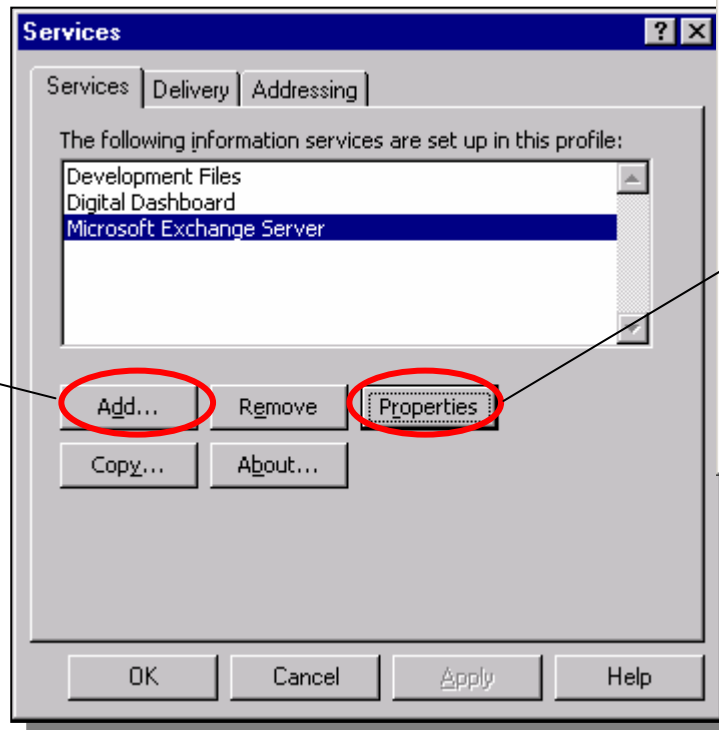 Services
Services Delivery Addressing
The following information services are set up in this profile:
Development Files
Digital Dashboard
Microsoft Exchange Server
Add... Remove Properties
Copy... About...
OK Cancel Apply Help